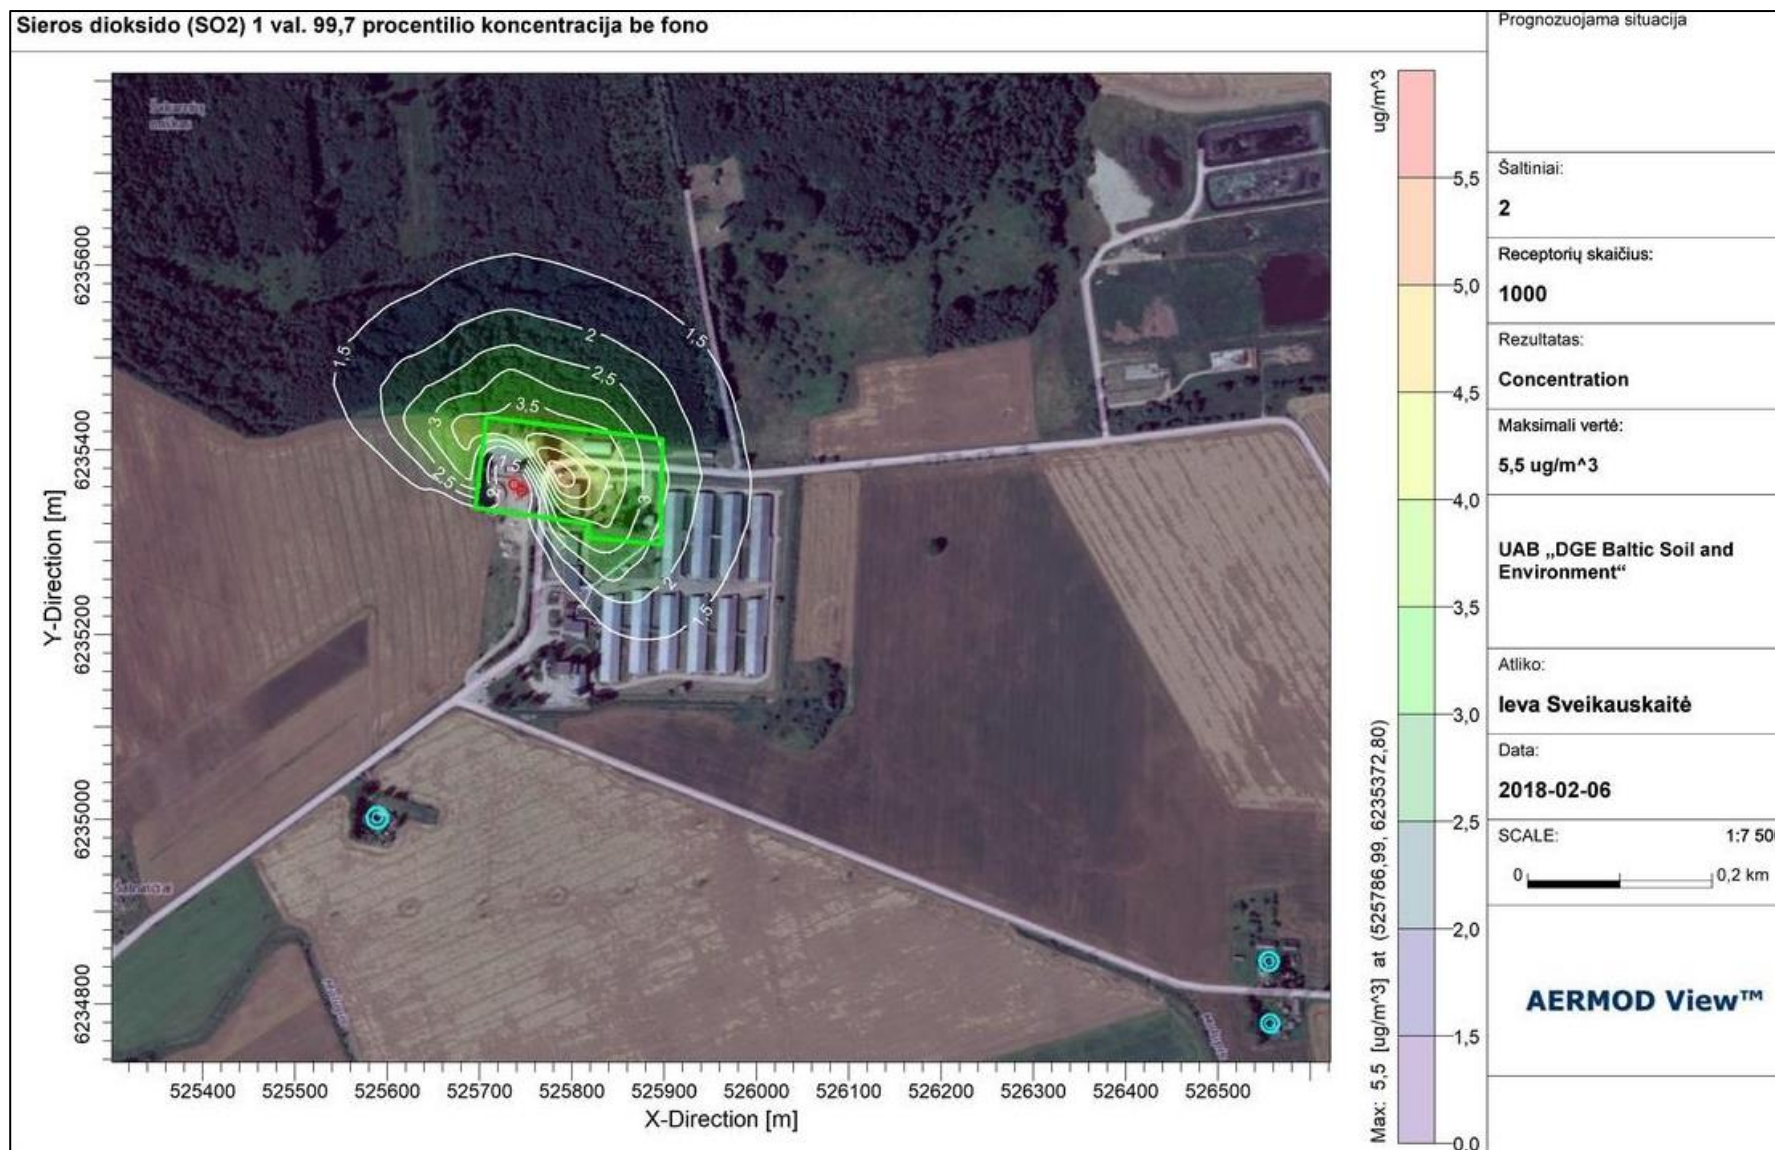 Sieros dioksido (SO2) 1 val. 99,7 procentilio koncentracija be fono
Prognozuojama situacija
Šaltiniai:
2
Receptorių skaičius:
1000
Rezultatas:
Concentration
Maksimali vertė:
5,5 ug/m^3
UAB „DGE Baltic Soil and
Environment“
Atliko:
Ieva Sveikauskaitė
Data:
2018-02-06
SCALE:
1:7 500
0
0,2 km
AERMOD View™
ug/m^3
5,5
5,0
4,5
4,0
3,5
3,0
2,5
2,0
1,5
0,0
Max: 5,5 [ug/m^3] at (525786,99, 6235372,80)
Y-Direction [m]
6235600
6235400
6235200
6235000
6234800
525400
525500
525600
525700
525800
525900
526000
526100
526200
526300
526400
526500
X-Direction [m]
1,5
1,5
2
2,5
3,5
3
2,5
1,5
3
2
1,5